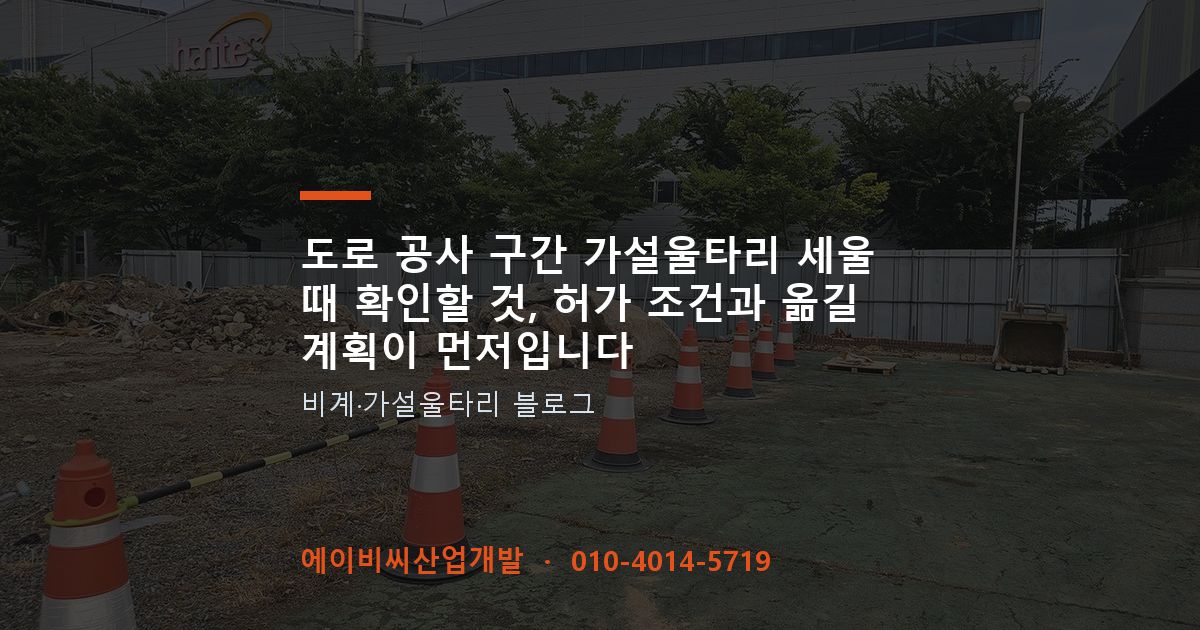 hantes
도로 공사 구간 가설울타리 세울
때 확인할 것, 허가 조건과 옮길
계획이 먼저입니다
비계·가설울타리 블로그
에이비씨산업개발 · 010-4014-5719